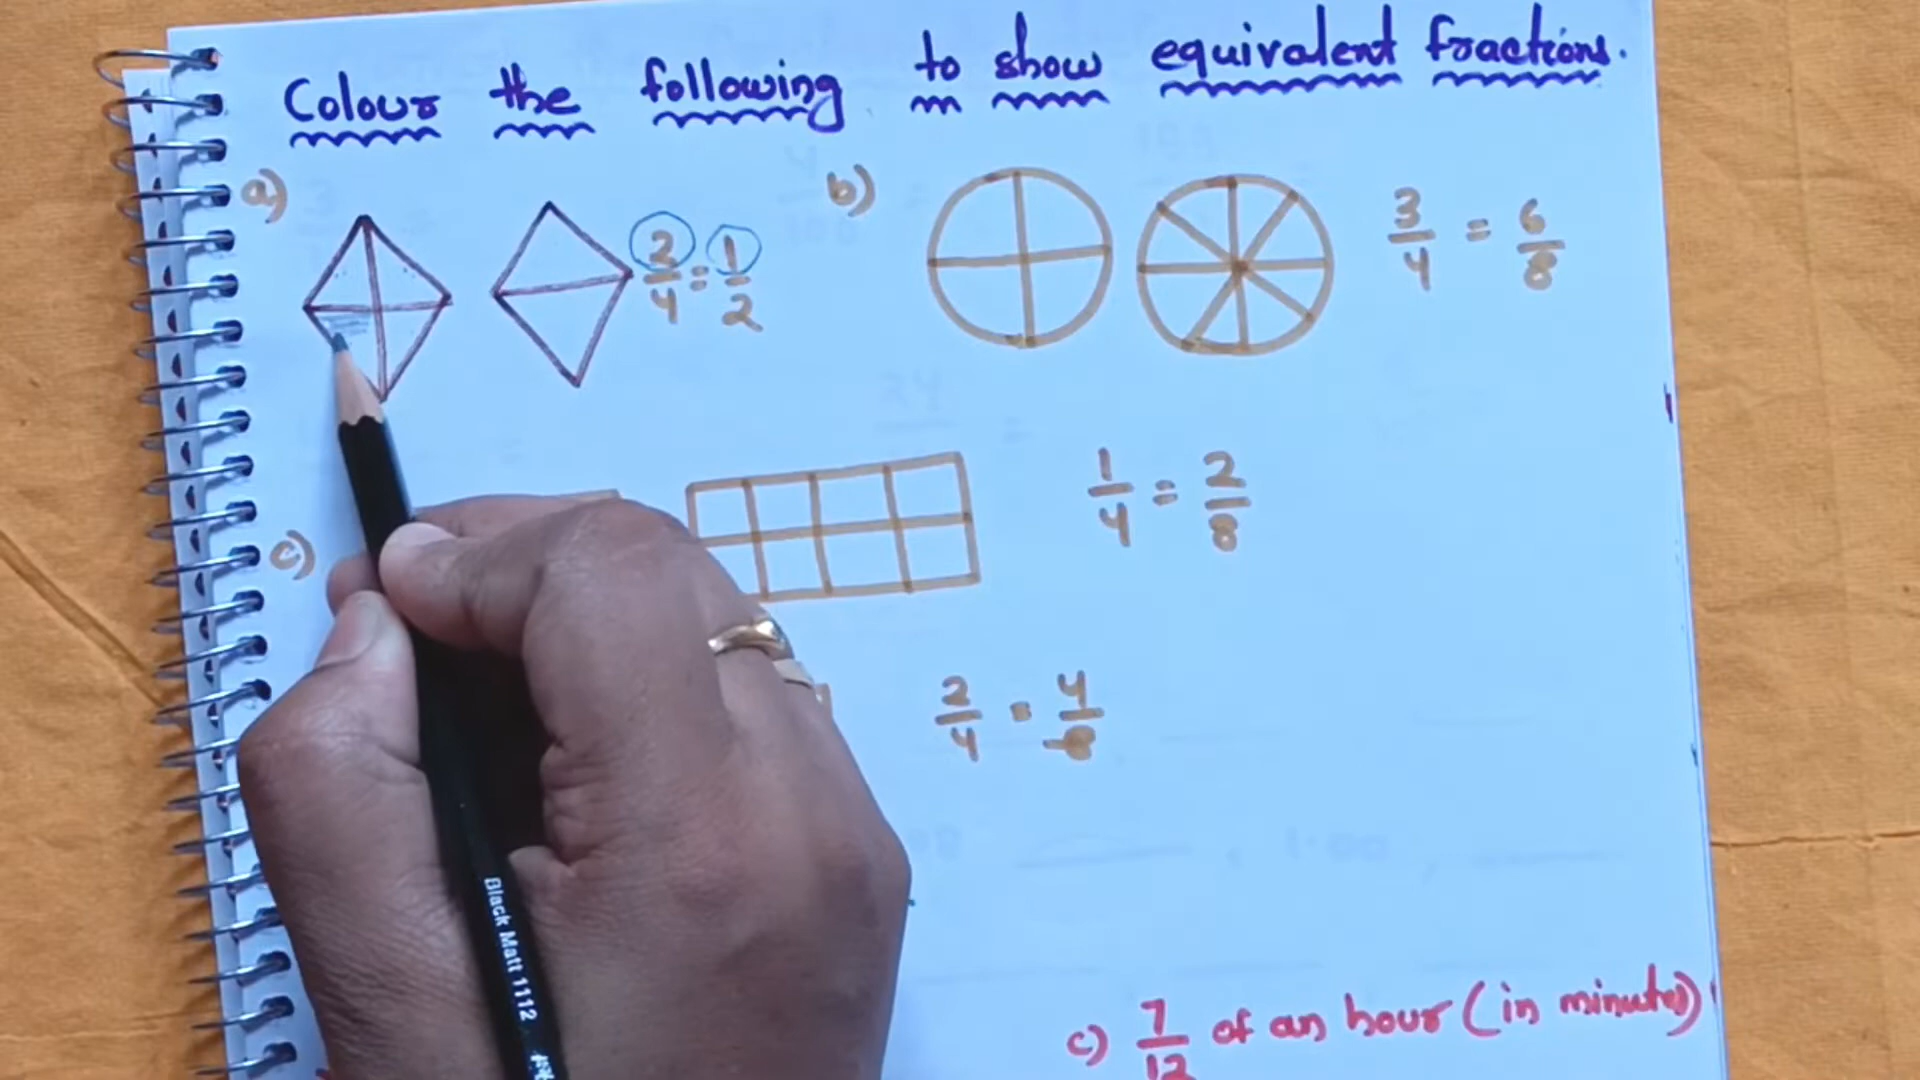 Colour the following to show equivalent fractions.
a) 2/4 = 1/2
b) 3/4 = 6/8
c) 1/4 = 2/8
2/4 = 4/8
c) 7/12 of an hour (in minutes)
Black Matt 1112